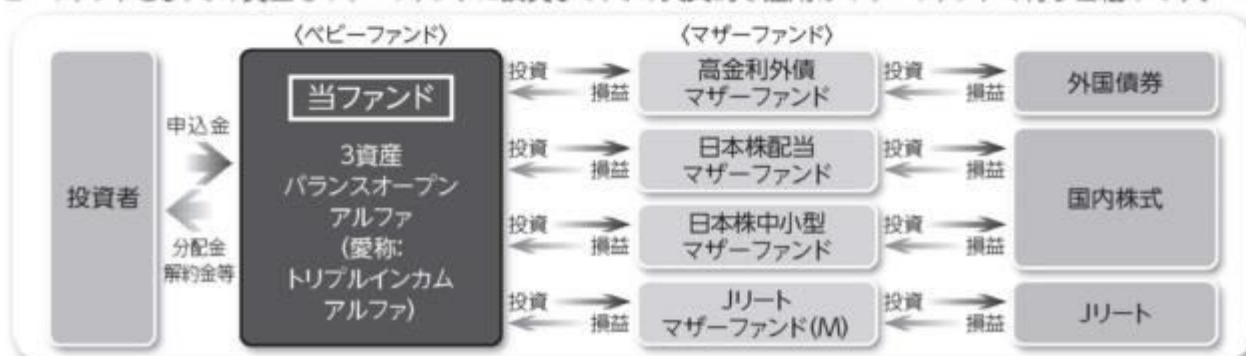 〈ベビーファンド〉
〈マザーファンド〉
投資者
申込金
分配金
解約金等
当ファンド
3資産
バランスオープン
アルファ
(愛称:
トリプルインカム
アルファ)
投資
損益
高金利外債
マザーファンド
投資
損益
外国債券
投資
損益
日本株配当
マザーファンド
投資
損益
国内株式
投資
損益
日本株中小型
マザーファンド
投資
損益
投資
損益
Jリート
マザーファンド(M)
投資
損益
Jリート